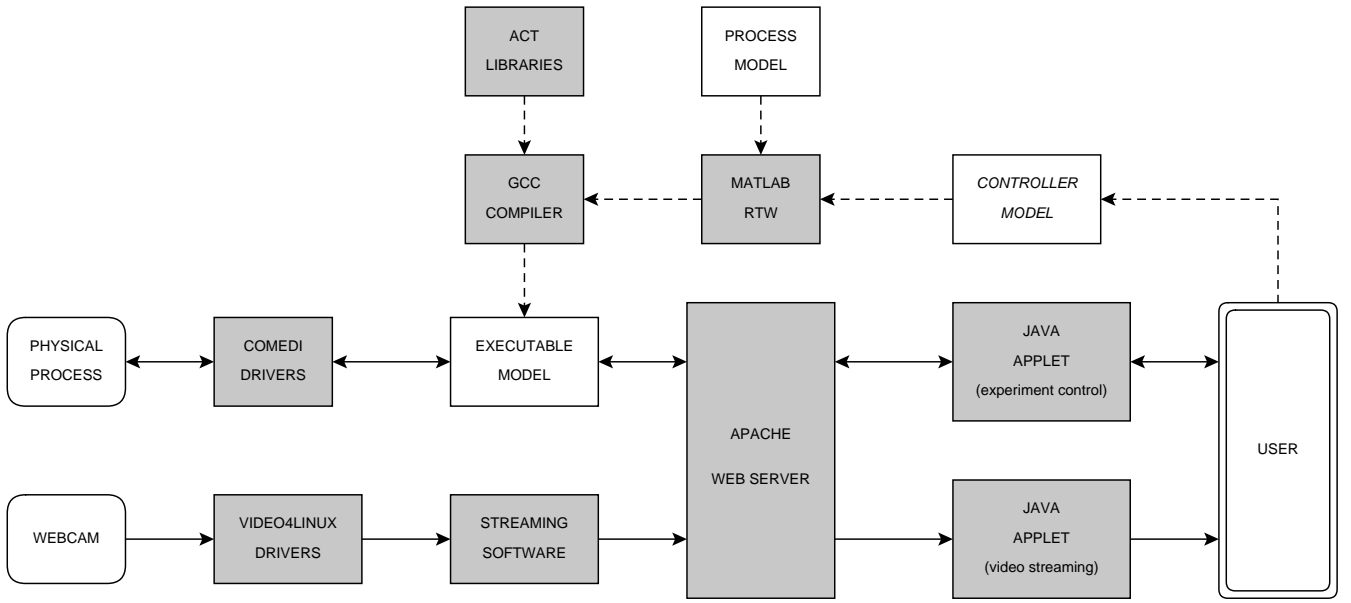 ACT
LIBRARIES
PROCESS
MODEL
GCC
COMPILER
MATLAB
RTW
CONTROLLER
MODEL
PHYSICAL
PROCESS
COMEDI
DRIVERS
EXECUTABLE
MODEL
APACHE
WEB SERVER
JAVA
APPLET
(experiment control)
USER
WEBCAM
VIDEO4LINUX
DRIVERS
STREAMING
SOFTWARE
JAVA
APPLET
(video streaming)